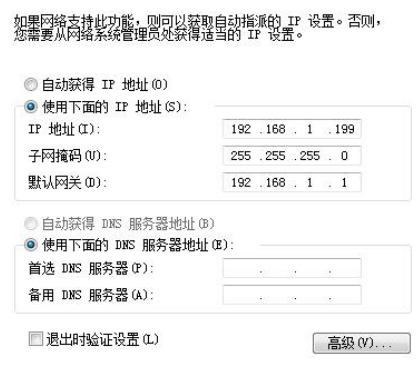 如果网络支持此功能，则可以获取自动指派的 IP 设置。否则，
您需要从网络系统管理员处获得适当的 IP 设置。
自动获得 IP 地址(O)
使用下面的 IP 地址(S):
IP 地址(I): 192 .168 . 1 .199
子网掩码(U): 255 .255 .255 . 0
默认网关(D): 192 .168 . 1 . 1
自动获得 DNS 服务器地址(B)
使用下面的 DNS 服务器地址(E):
首选 DNS 服务器(P): . . .
备用 DNS 服务器(A): . . .
退出时验证设置(L)
高级(V)...